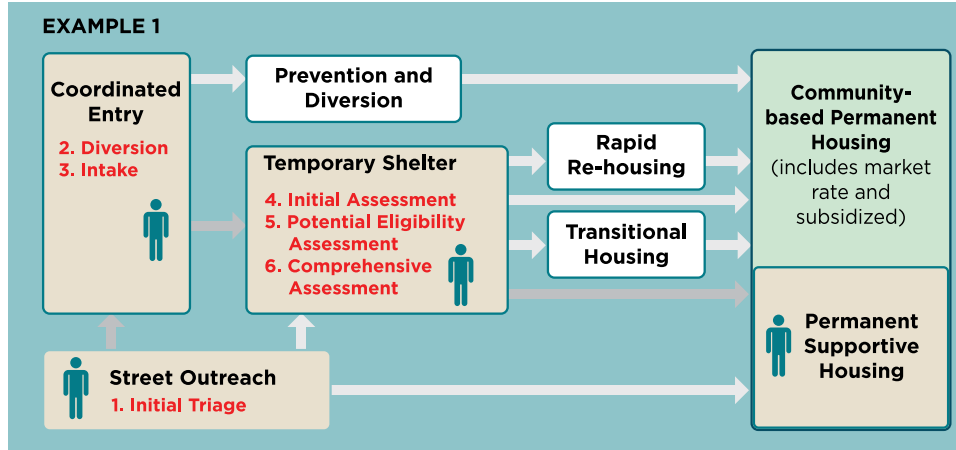 EXAMPLE 1
Coordinated
Entry
2. Diversion
3. Intake
Prevention and
Diversion
Temporary Shelter
4. Initial Assessment
5. Potential Eligibility
Assessment
6. Comprehensive
Assessment
Rapid
Re-housing
Transitional
Housing
Community-
based Permanent
Housing
(includes market
rate and
subsidized)
Permanent
Supportive
Housing
Street Outreach
1. Initial Triage